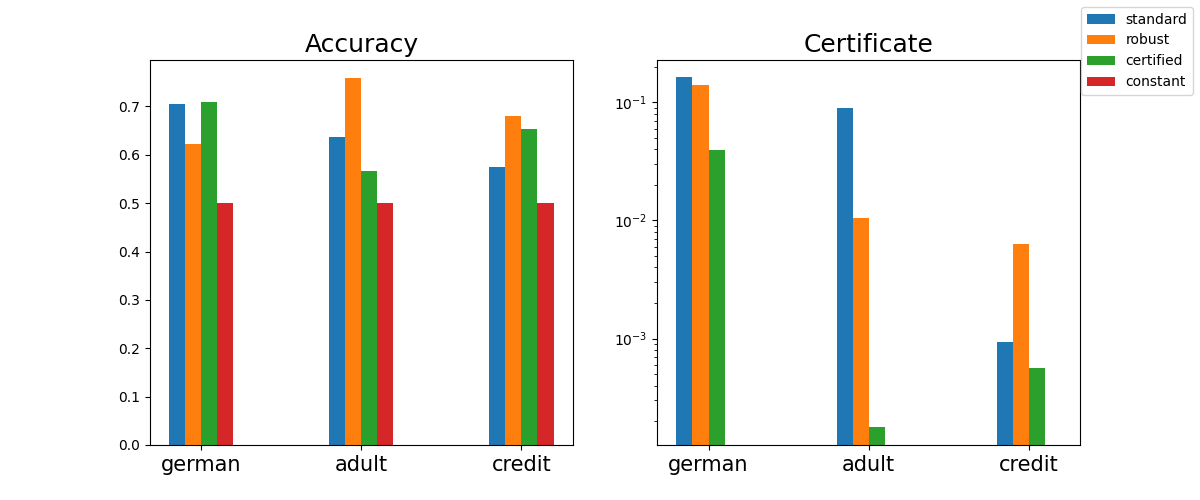 Accuracy
0.7
0.6
0.5
0.4
0.3
0.2
0.1
0.0
german adult credit
Certificate
10⁻¹
10⁻²
10⁻³
german adult credit
standard
robust
certified
constant